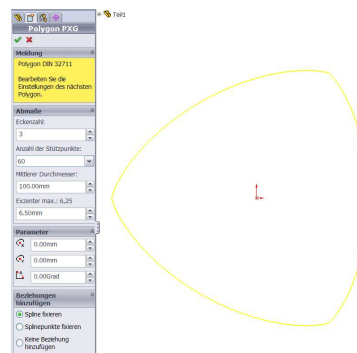 Teil1
Polygon PXG
Meldung
Polygon DIN 32711
Bearbeiten Sie die
Einstellungen des nächsten
Polygon.
Abmaße
Eckenzahl:
3
Anzahl der Stützpunkte:
60
Mittlerer Durchmesser:
100.00mm
Exzenter max.: 6,25
6.50mm
Parameter
0.00mm
0.00mm
0.00Grad
Beziehungen
hinzufügen
Spline fixieren
Splinepunkte fixieren
Keine Beziehung
hinzufügen